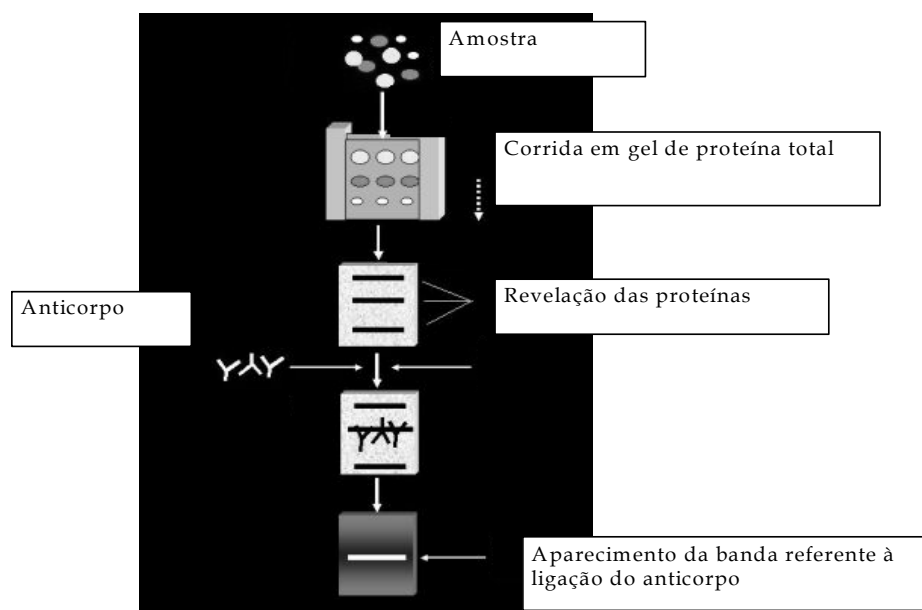 Amostra
Corrida em gel de proteína total
Anticorpo
Revelação das proteínas
Aparecimento da banda referente à
ligação do anticorpo